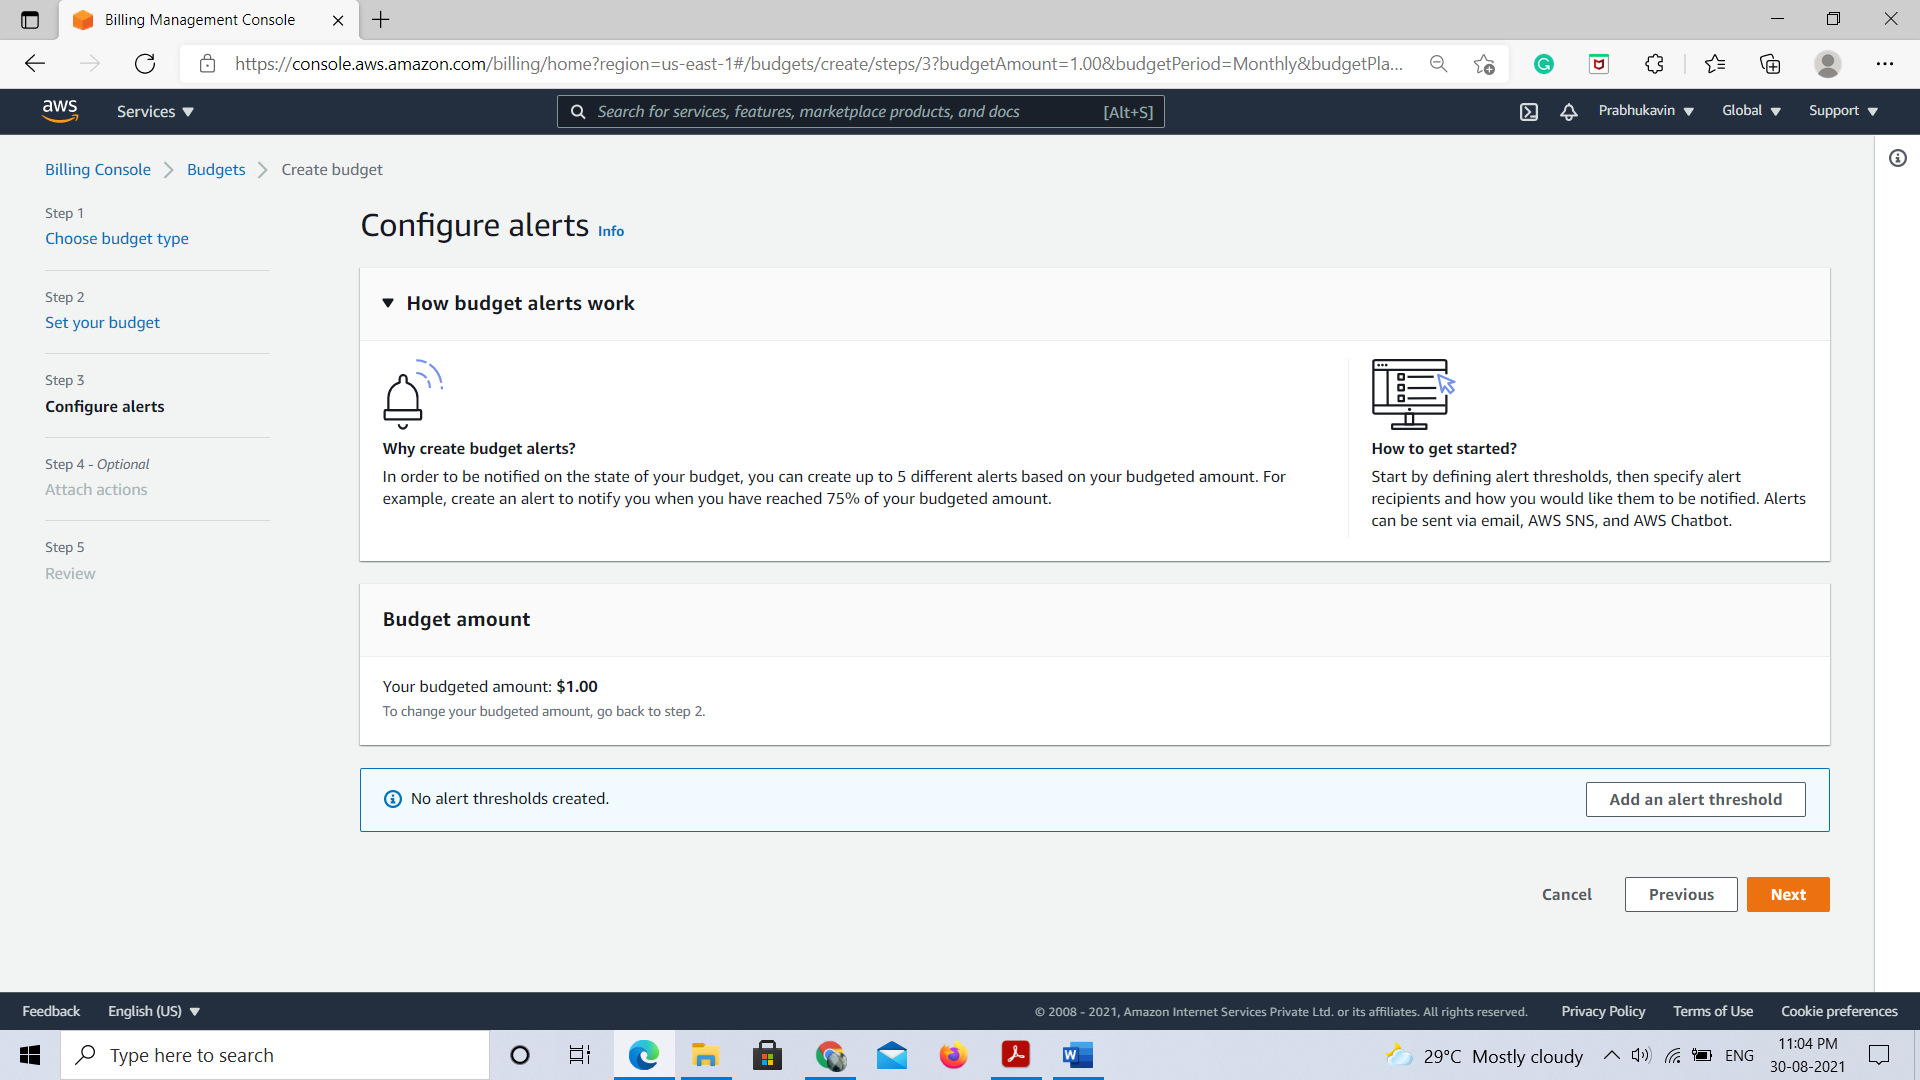 Billing Management Console
https://console.aws.amazon.com/billing/home?region=us-east-1#/budgets/create/steps/3?budgetAmount=1.00&budgetPeriod=Monthly&budgetPla...
aws
Services
Search for services, features, marketplace products, and docs [Alt+S]
Prabhukavin
Global
Support
Billing Console
Budgets
Create budget
Step 1
Choose budget type
Step 2
Set your budget
Step 3
Configure alerts
Step 4 - Optional
Attach actions
Step 5
Review
Configure alerts Info
How budget alerts work
Why create budget alerts?
In order to be notified on the state of your budget, you can create up to 5 different alerts based on your budgeted amount. For
example, create an alert to notify you when you have reached 75% of your budgeted amount.
How to get started?
Start by defining alert thresholds, then specify alert
recipients and how you would like them to be notified. Alerts
can be sent via email, AWS SNS, and AWS Chatbot.
Budget amount
Your budgeted amount: $1.00
To change your budgeted amount, go back to step 2.
No alert thresholds created.
Add an alert threshold
Cancel
Previous
Next
Feedback
English (US)
© 2008 - 2021, Amazon Internet Services Private Ltd. or its affiliates. All rights reserved.
Privacy Policy
Terms of Use
Cookie preferences
Type here to search
29°C Mostly cloudy
ENG
11:04 PM
30-08-2021